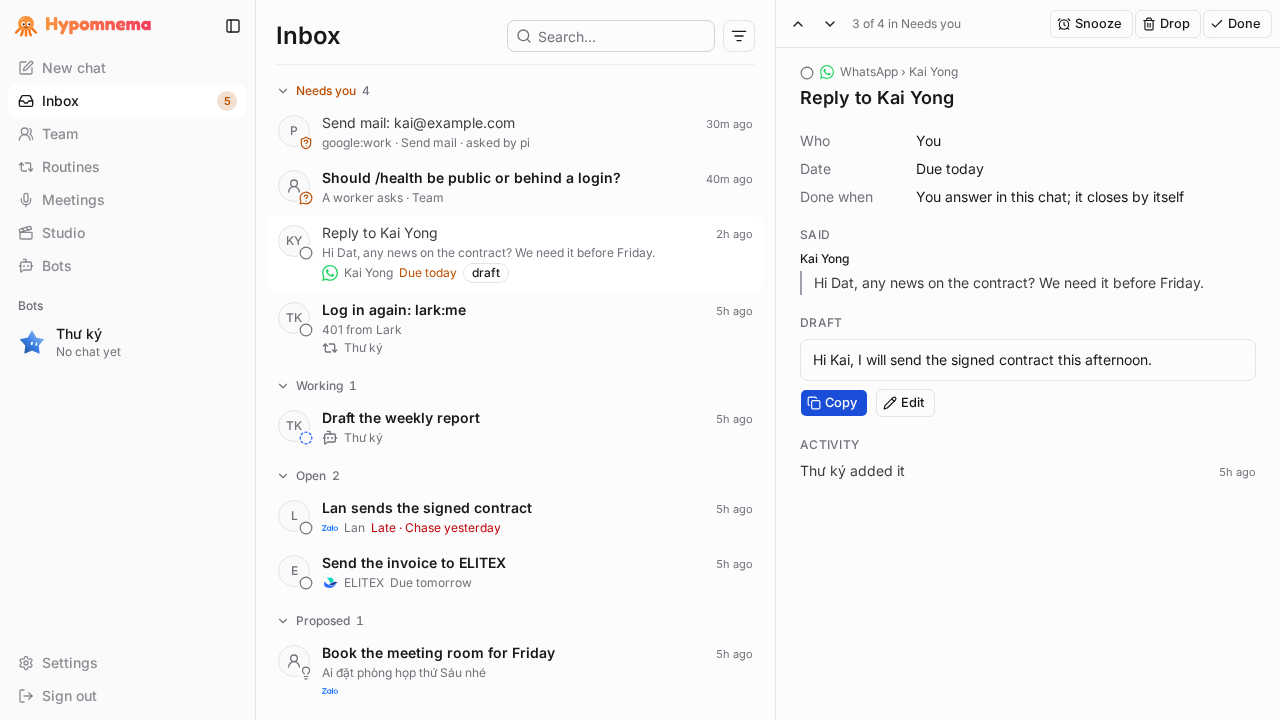 Hypomnema
New chat
Inbox
5
Team
Routines
Meetings
Studio
Bots
Bots
Thư ký
No chat yet
Settings
Sign out
Inbox
Search...
Needs you 4
P
Send mail: kai@example.com
30m ago
google:work · Send mail · asked by pi
Should /health be public or behind a login?
40m ago
A worker asks · Team
KY
Reply to Kai Yong
2h ago
Hi Dat, any news on the contract? We need it before Friday.
Kai Yong Due today draft
TK
Log in again: lark:me
5h ago
401 from Lark
Thư ký
Working 1
TK
Draft the weekly report
5h ago
Thư ký
Open 2
L
Lan sends the signed contract
5h ago
Zalo Lan Late · Chase yesterday
E
Send the invoice to ELITEX
5h ago
ELITEX Due tomorrow
Proposed 1
Book the meeting room for Friday
5h ago
Ai đặt phòng họp thứ Sáu nhé
Zalo
3 of 4 in Needs you
Snooze
Drop
Done
WhatsApp › Kai Yong
Reply to Kai Yong
Who You
Date Due today
Done when You answer in this chat; it closes by itself
SAID
Kai Yong
Hi Dat, any news on the contract? We need it before Friday.
DRAFT
Hi Kai, I will send the signed contract this afternoon.
Copy
Edit
ACTIVITY
Thư ký added it
5h ago